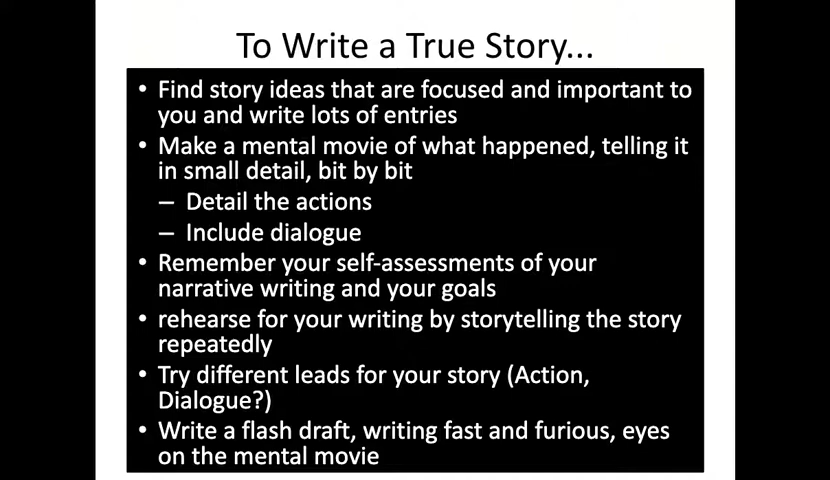 To Write a True Story...
• Find story ideas that are focused and important to
you and write lots of entries
• Make a mental movie of what happened, telling it
in small detail, bit by bit
– Detail the actions
– Include dialogue
• Remember your self-assessments of your
narrative writing and your goals
• rehearse for your writing by storytelling the story
repeatedly
• Try different leads for your story (Action,
Dialogue?)
• Write a flash draft, writing fast and furious, eyes
on the mental movie